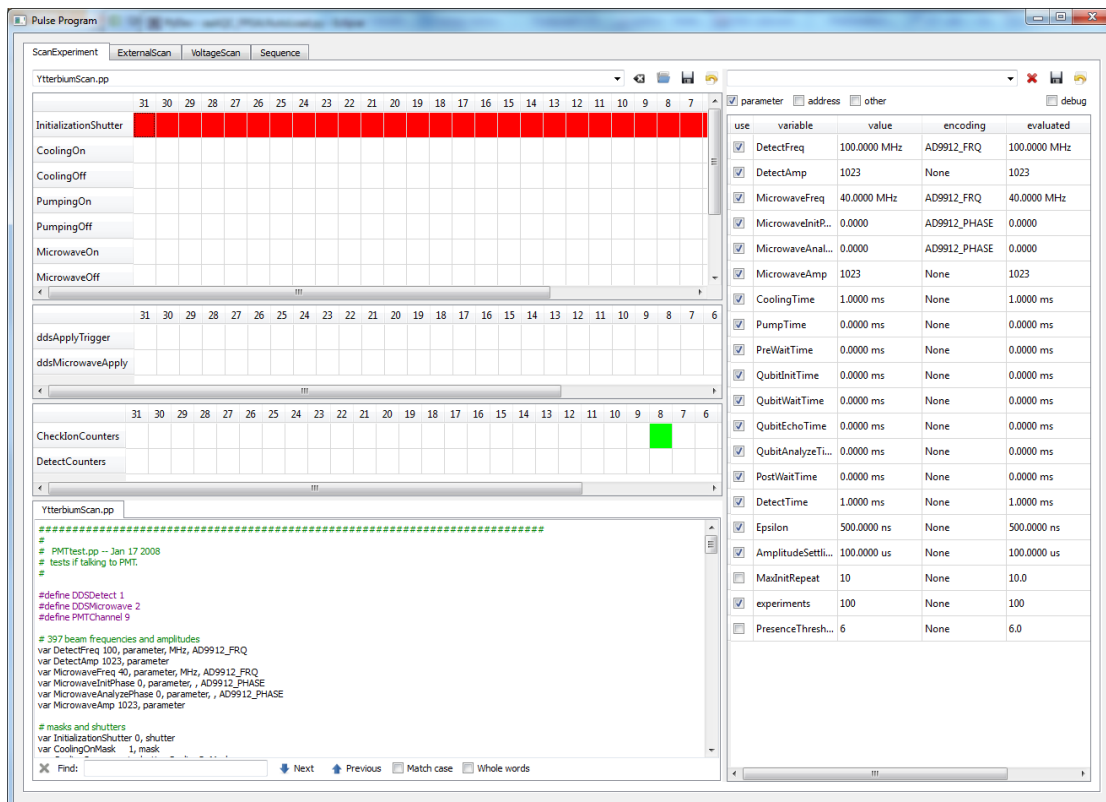 Pulse Program
ScanExperiment ExternalScan VoltageScan Sequence
YtterbiumScan.pp
31 30 29 28 27 26 25 24 23 22 21 20 19 18 17 16 15 14 13 12 11 10 9 8 7
InitializationShutter
CoolingOn
CoolingOff
PumpingOn
PumpingOff
MicrowaveOn
MicrowaveOff
31 30 29 28 27 26 25 24 23 22 21 20 19 18 17 16 15 14 13 12 11 10 9 8 7 6
ddsApplyTrigger
ddsMicrowaveApply
31 30 29 28 27 26 25 24 23 22 21 20 19 18 17 16 15 14 13 12 11 10 9 8 7 6
CheckIonCounters
DetectCounters
YtterbiumScan.pp
###########################################################################
#
# PMTtest.pp -- Jan 17 2008
# tests if talking to PMT.
#
#define DDSDetect 1
#define DDSMicrowave 2
#define PMTChannel 9
# 397 beam frequencies and amplitudes
var DetectFreq 100, parameter, MHz, AD9912_FRQ
var DetectAmp 1023, parameter
var MicrowaveFreq 40, parameter, MHz, AD9912_FRQ
var MicrowaveInitPhase 0, parameter, , AD9912_PHASE
var MicrowaveAnalyzePhase 0, parameter, , AD9912_PHASE
var MicrowaveAmp 1023, parameter
# masks and shutters
var InitializationShutter 0, shutter
var CoolingOnMask 1, mask
Find: Next Previous Match case Whole words
parameter address other debug
use variable value encoding evaluated
DetectFreq 100.0000 MHz AD9912_FRQ 100.0000 MHz
DetectAmp 1023 None 1023
MicrowaveFreq 40.0000 MHz AD9912_FRQ 40.0000 MHz
MicrowaveInitP... 0.0000 AD9912_PHASE 0.0000
MicrowaveAnal... 0.0000 AD9912_PHASE 0.0000
MicrowaveAmp 1023 None 1023
CoolingTime 1.0000 ms None 1.0000 ms
PumpTime 0.0000 ms None 0.0000 ms
PreWaitTime 0.0000 ms None 0.0000 ms
QubitInitTime 0.0000 ms None 0.0000 ms
QubitWaitTime 0.0000 ms None 0.0000 ms
QubitEchoTime 0.0000 ms None 0.0000 ms
QubitAnalyzeTi... 0.0000 ms None 0.0000 ms
PostWaitTime 0.0000 ms None 0.0000 ms
DetectTime 1.0000 ms None 1.0000 ms
Epsilon 500.0000 ns None 500.0000 ns
AmplitudeSettli... 100.0000 us None 100.0000 us
MaxInitRepeat 10 None 10.0
experiments 100 None 100
PresenceThresh... 6 None 6.0